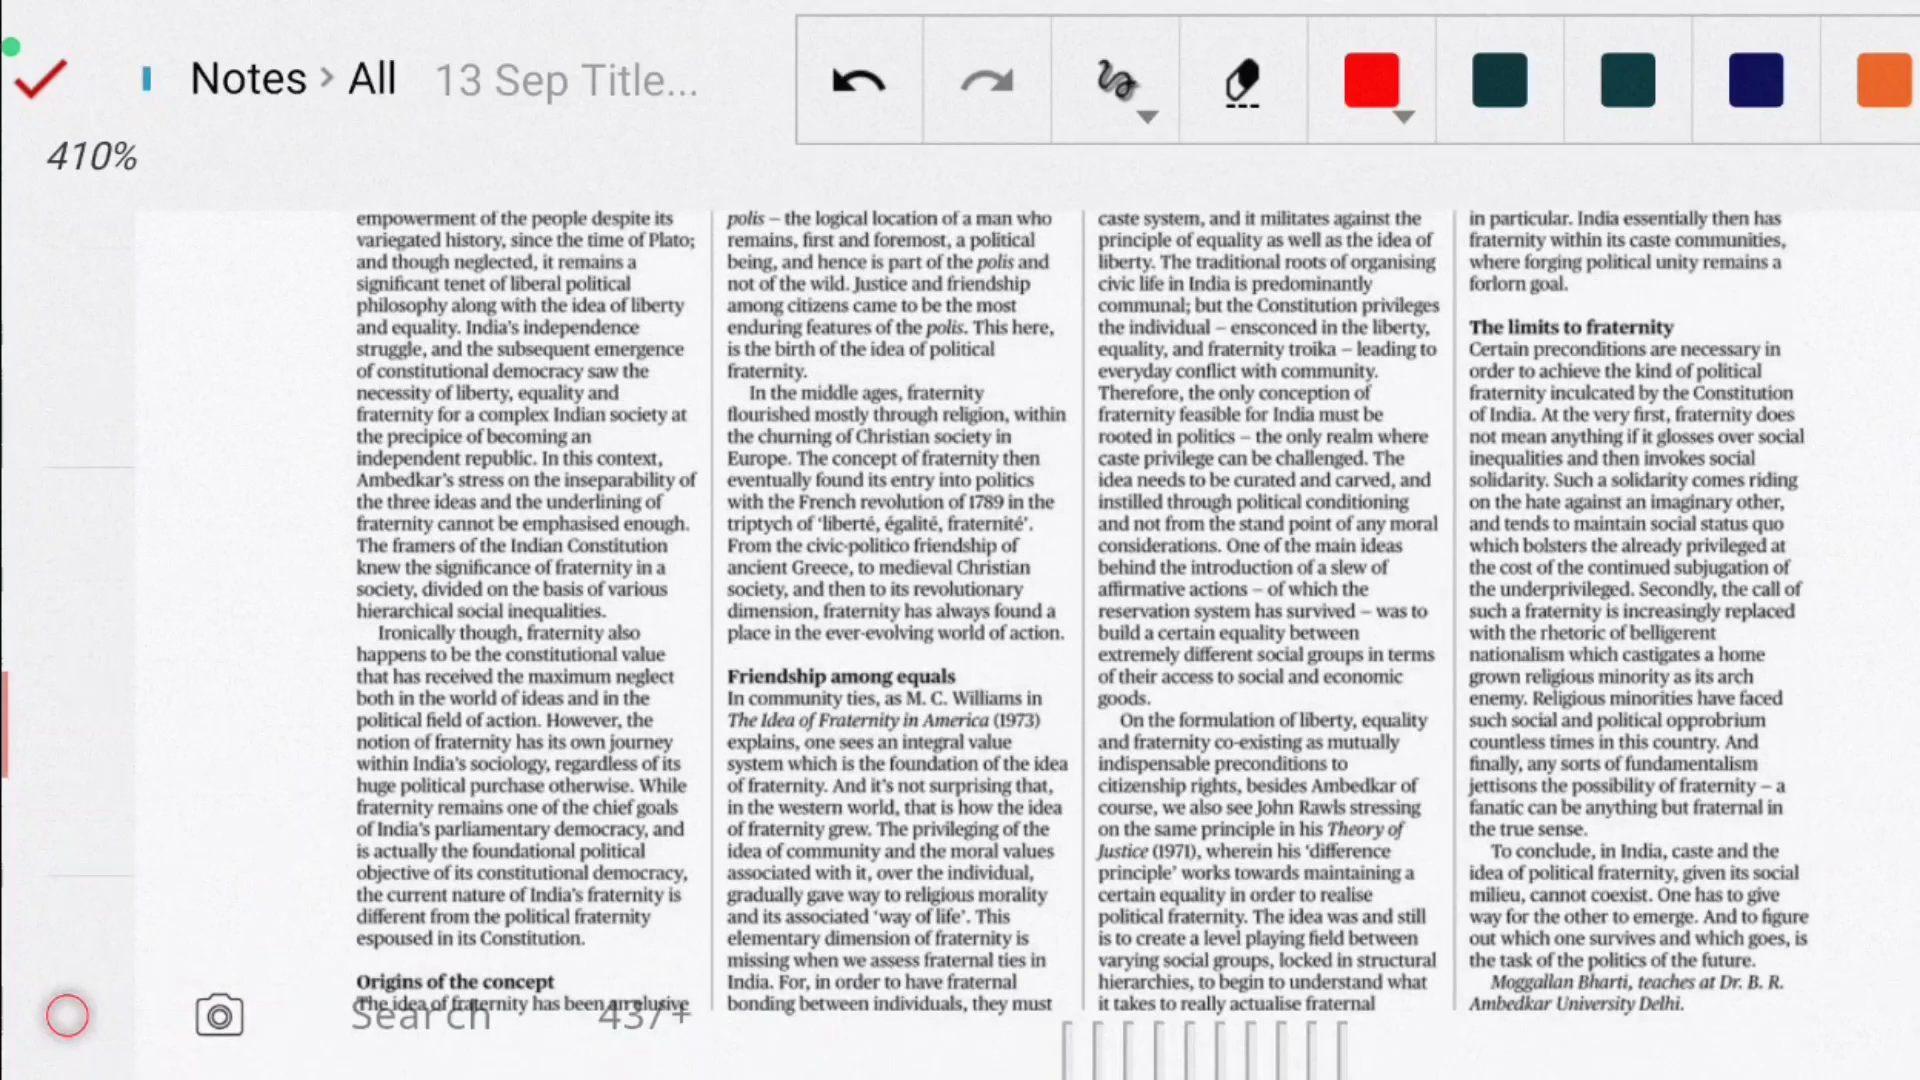 Notes › All 13 Sep Title...
410%
empowerment of the people despite its
variegated history, since the time of Plato;
and though neglected, it remains a
significant tenet of liberal political
philosophy along with the idea of liberty
and equality. India's independence
struggle, and the subsequent emergence
of constitutional democracy saw the
necessity of liberty, equality and
fraternity for a complex Indian society at
the precipice of becoming an
independent republic. In this context,
Ambedkar's stress on the inseparability of
the three ideas and the underlining of
fraternity cannot be emphasised enough.
The framers of the Indian Constitution
knew the significance of fraternity in a
society, divided on the basis of various
hierarchical social inequalities.
Ironically though, fraternity also
happens to be the constitutional value
that has received the maximum neglect
both in the world of ideas and in the
political field of action. However, the
notion of fraternity has its own journey
within India's sociology, regardless of its
huge political purchase otherwise. While
fraternity remains one of the chief goals
of India's parliamentary democracy, and
is actually the foundational political
objective of its constitutional democracy,
the current nature of India's fraternity is
different from the political fraternity
espoused in its Constitution.
Origins of the concept
The idea of fraternity has been an elusive
polis – the logical location of a man who
remains, first and foremost, a political
being, and hence is part of the polis and
not of the wild. Justice and friendship
among citizens came to be the most
enduring features of the polis. This here,
is the birth of the idea of political
fraternity.
In the middle ages, fraternity
flourished mostly through religion, within
the churning of Christian society in
Europe. The concept of fraternity then
eventually found its entry into politics
with the French revolution of 1789 in the
triptych of 'liberté, égalité, fraternité'.
From the civic-politico friendship of
ancient Greece, to medieval Christian
society, and then to its revolutionary
dimension, fraternity has always found a
place in the ever-evolving world of action.
Friendship among equals
In community ties, as M. C. Williams in
The Idea of Fraternity in America (1973)
explains, one sees an integral value
system which is the foundation of the idea
of fraternity. And it's not surprising that,
in the western world, that is how the idea
of fraternity grew. The privileging of the
idea of community and the moral values
associated with it, over the individual,
gradually gave way to religious morality
and its associated 'way of life'. This
elementary dimension of fraternity is
missing when we assess fraternal ties in
India. For, in order to have fraternal
bonding between individuals, they must
caste system, and it militates against the
principle of equality as well as the idea of
liberty. The traditional roots of organising
civic life in India is predominantly
communal; but the Constitution privileges
the individual – ensconced in the liberty,
equality, and fraternity troika – leading to
everyday conflict with community.
Therefore, the only conception of
fraternity feasible for India must be
rooted in politics – the only realm where
caste privilege can be challenged. The
idea needs to be curated and carved, and
instilled through political conditioning
and not from the stand point of any moral
considerations. One of the main ideas
behind the introduction of a slew of
affirmative actions – of which the
reservation system has survived – was to
build a certain equality between
extremely different social groups in terms
of their access to social and economic
goods.
On the formulation of liberty, equality
and fraternity co-existing as mutually
indispensable preconditions to
citizenship rights, besides Ambedkar of
course, we also see John Rawls stressing
on the same principle in his Theory of
Justice (1971), wherein his 'difference
principle' works towards maintaining a
certain equality in order to realise
political fraternity. The idea was and still
is to create a level playing field between
varying social groups, locked in structural
hierarchies, to begin to understand what
it takes to really actualise fraternal
in particular. India essentially then has
fraternity within its caste communities,
where forging political unity remains a
forlorn goal.
The limits to fraternity
Certain preconditions are necessary in
order to achieve the kind of political
fraternity inculcated by the Constitution
of India. At the very first, fraternity does
not mean anything if it glosses over social
inequalities and then invokes social
solidarity. Such a solidarity comes riding
on the hate against an imaginary other,
and tends to maintain social status quo
which bolsters the already privileged at
the cost of the continued subjugation of
the underprivileged. Secondly, the call of
such a fraternity is increasingly replaced
with the rhetoric of belligerent
nationalism which castigates a home
grown religious minority as its arch
enemy. Religious minorities have faced
such social and political opprobrium
countless times in this country. And
finally, any sorts of fundamentalism
jettisons the possibility of fraternity – a
fanatic can be anything but fraternal in
the true sense.
To conclude, in India, caste and the
idea of political fraternity, given its social
milieu, cannot coexist. One has to give
way for the other to emerge. And to figure
out which one survives and which goes, is
the task of the politics of the future.
Moggallan Bharti, teaches at Dr. B. R.
Ambedkar University Delhi.
Search 437+